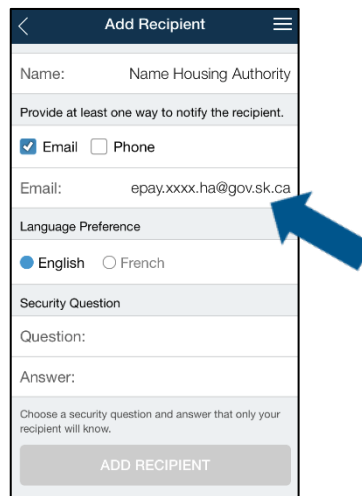 Add Recipient
Name: Name Housing Authority
Provide at least one way to notify the recipient.
Email Phone
Email: epay.xxxx.ha@gov.sk.ca
Language Preference
English French
Security Question
Question:
Answer:
Choose a security question and answer that only your
recipient will know.
ADD RECIPIENT